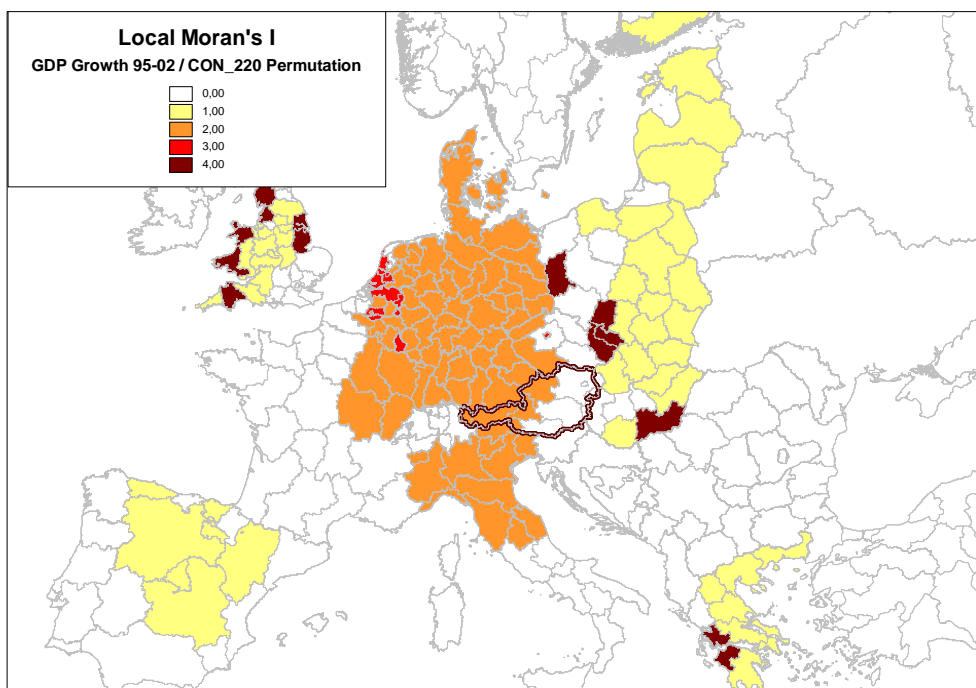 Local Moran's I
GDP Growth 95-02 / CON_220 Permutation
0,00
1,00
2,00
3,00
4,00